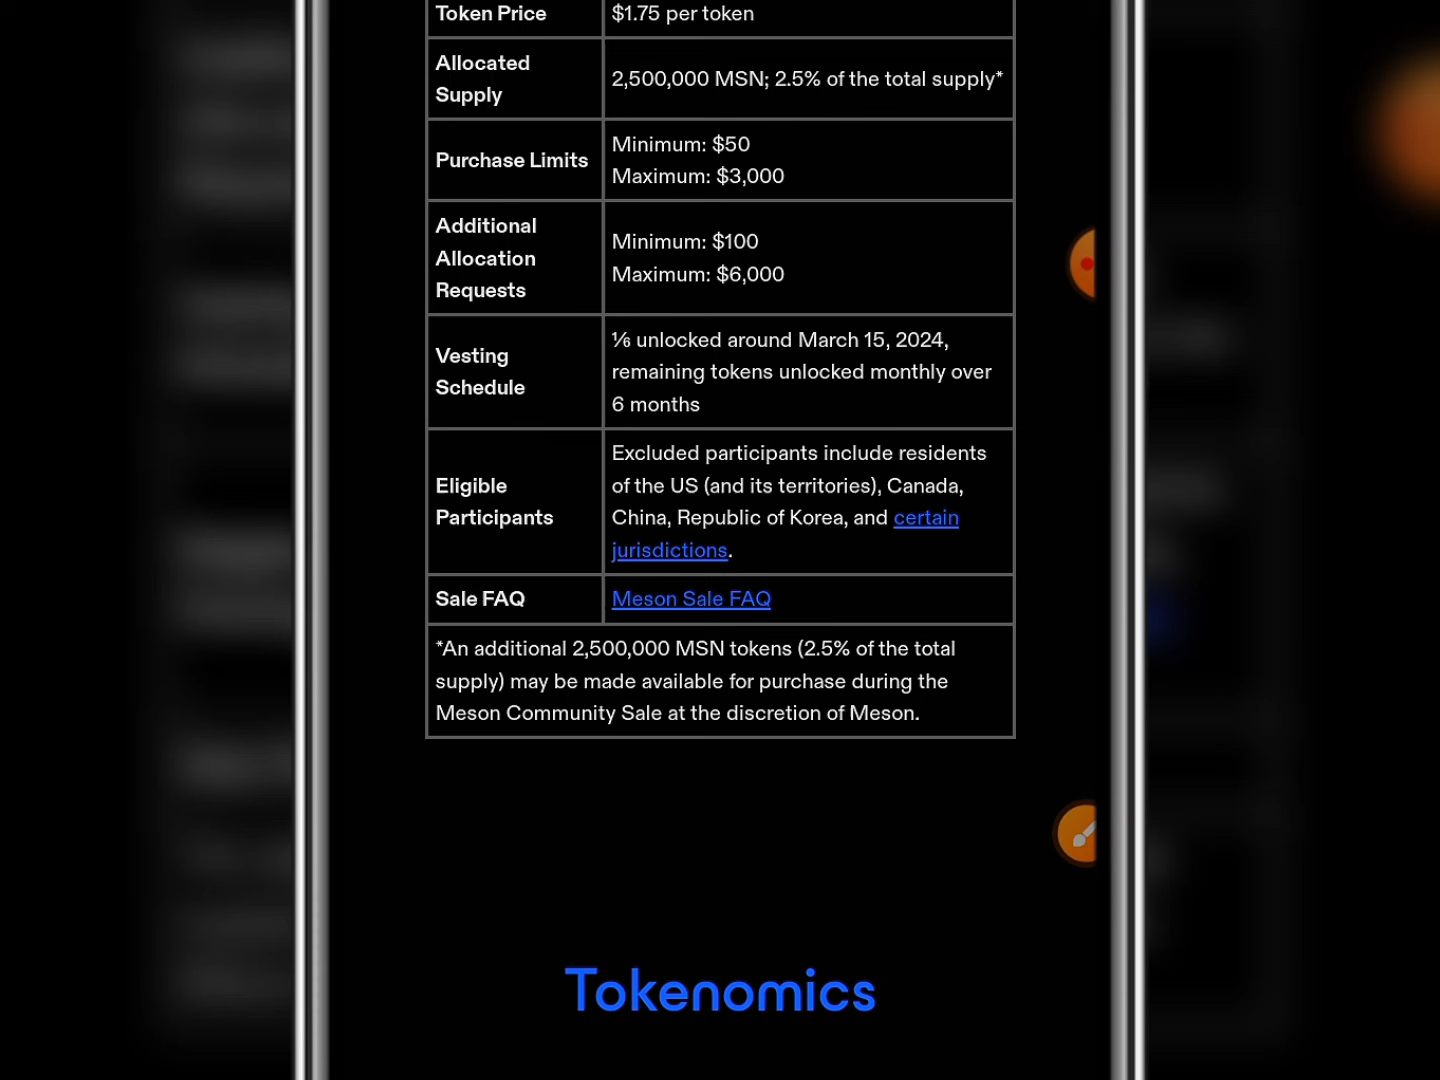 Token Price
$1.75 per token
Allocated
Supply
2,500,000 MSN; 2.5% of the total supply*
Purchase Limits
Minimum: $50
Maximum: $3,000
Additional
Allocation
Requests
Minimum: $100
Maximum: $6,000
Vesting
Schedule
⅙ unlocked around March 15, 2024,
remaining tokens unlocked monthly over
6 months
Eligible
Participants
Excluded participants include residents
of the US (and its territories), Canada,
China, Republic of Korea, and certain
jurisdictions.
Sale FAQ
Meson Sale FAQ
*An additional 2,500,000 MSN tokens (2.5% of the total
supply) may be made available for purchase during the
Meson Community Sale at the discretion of Meson.
Tokenomics